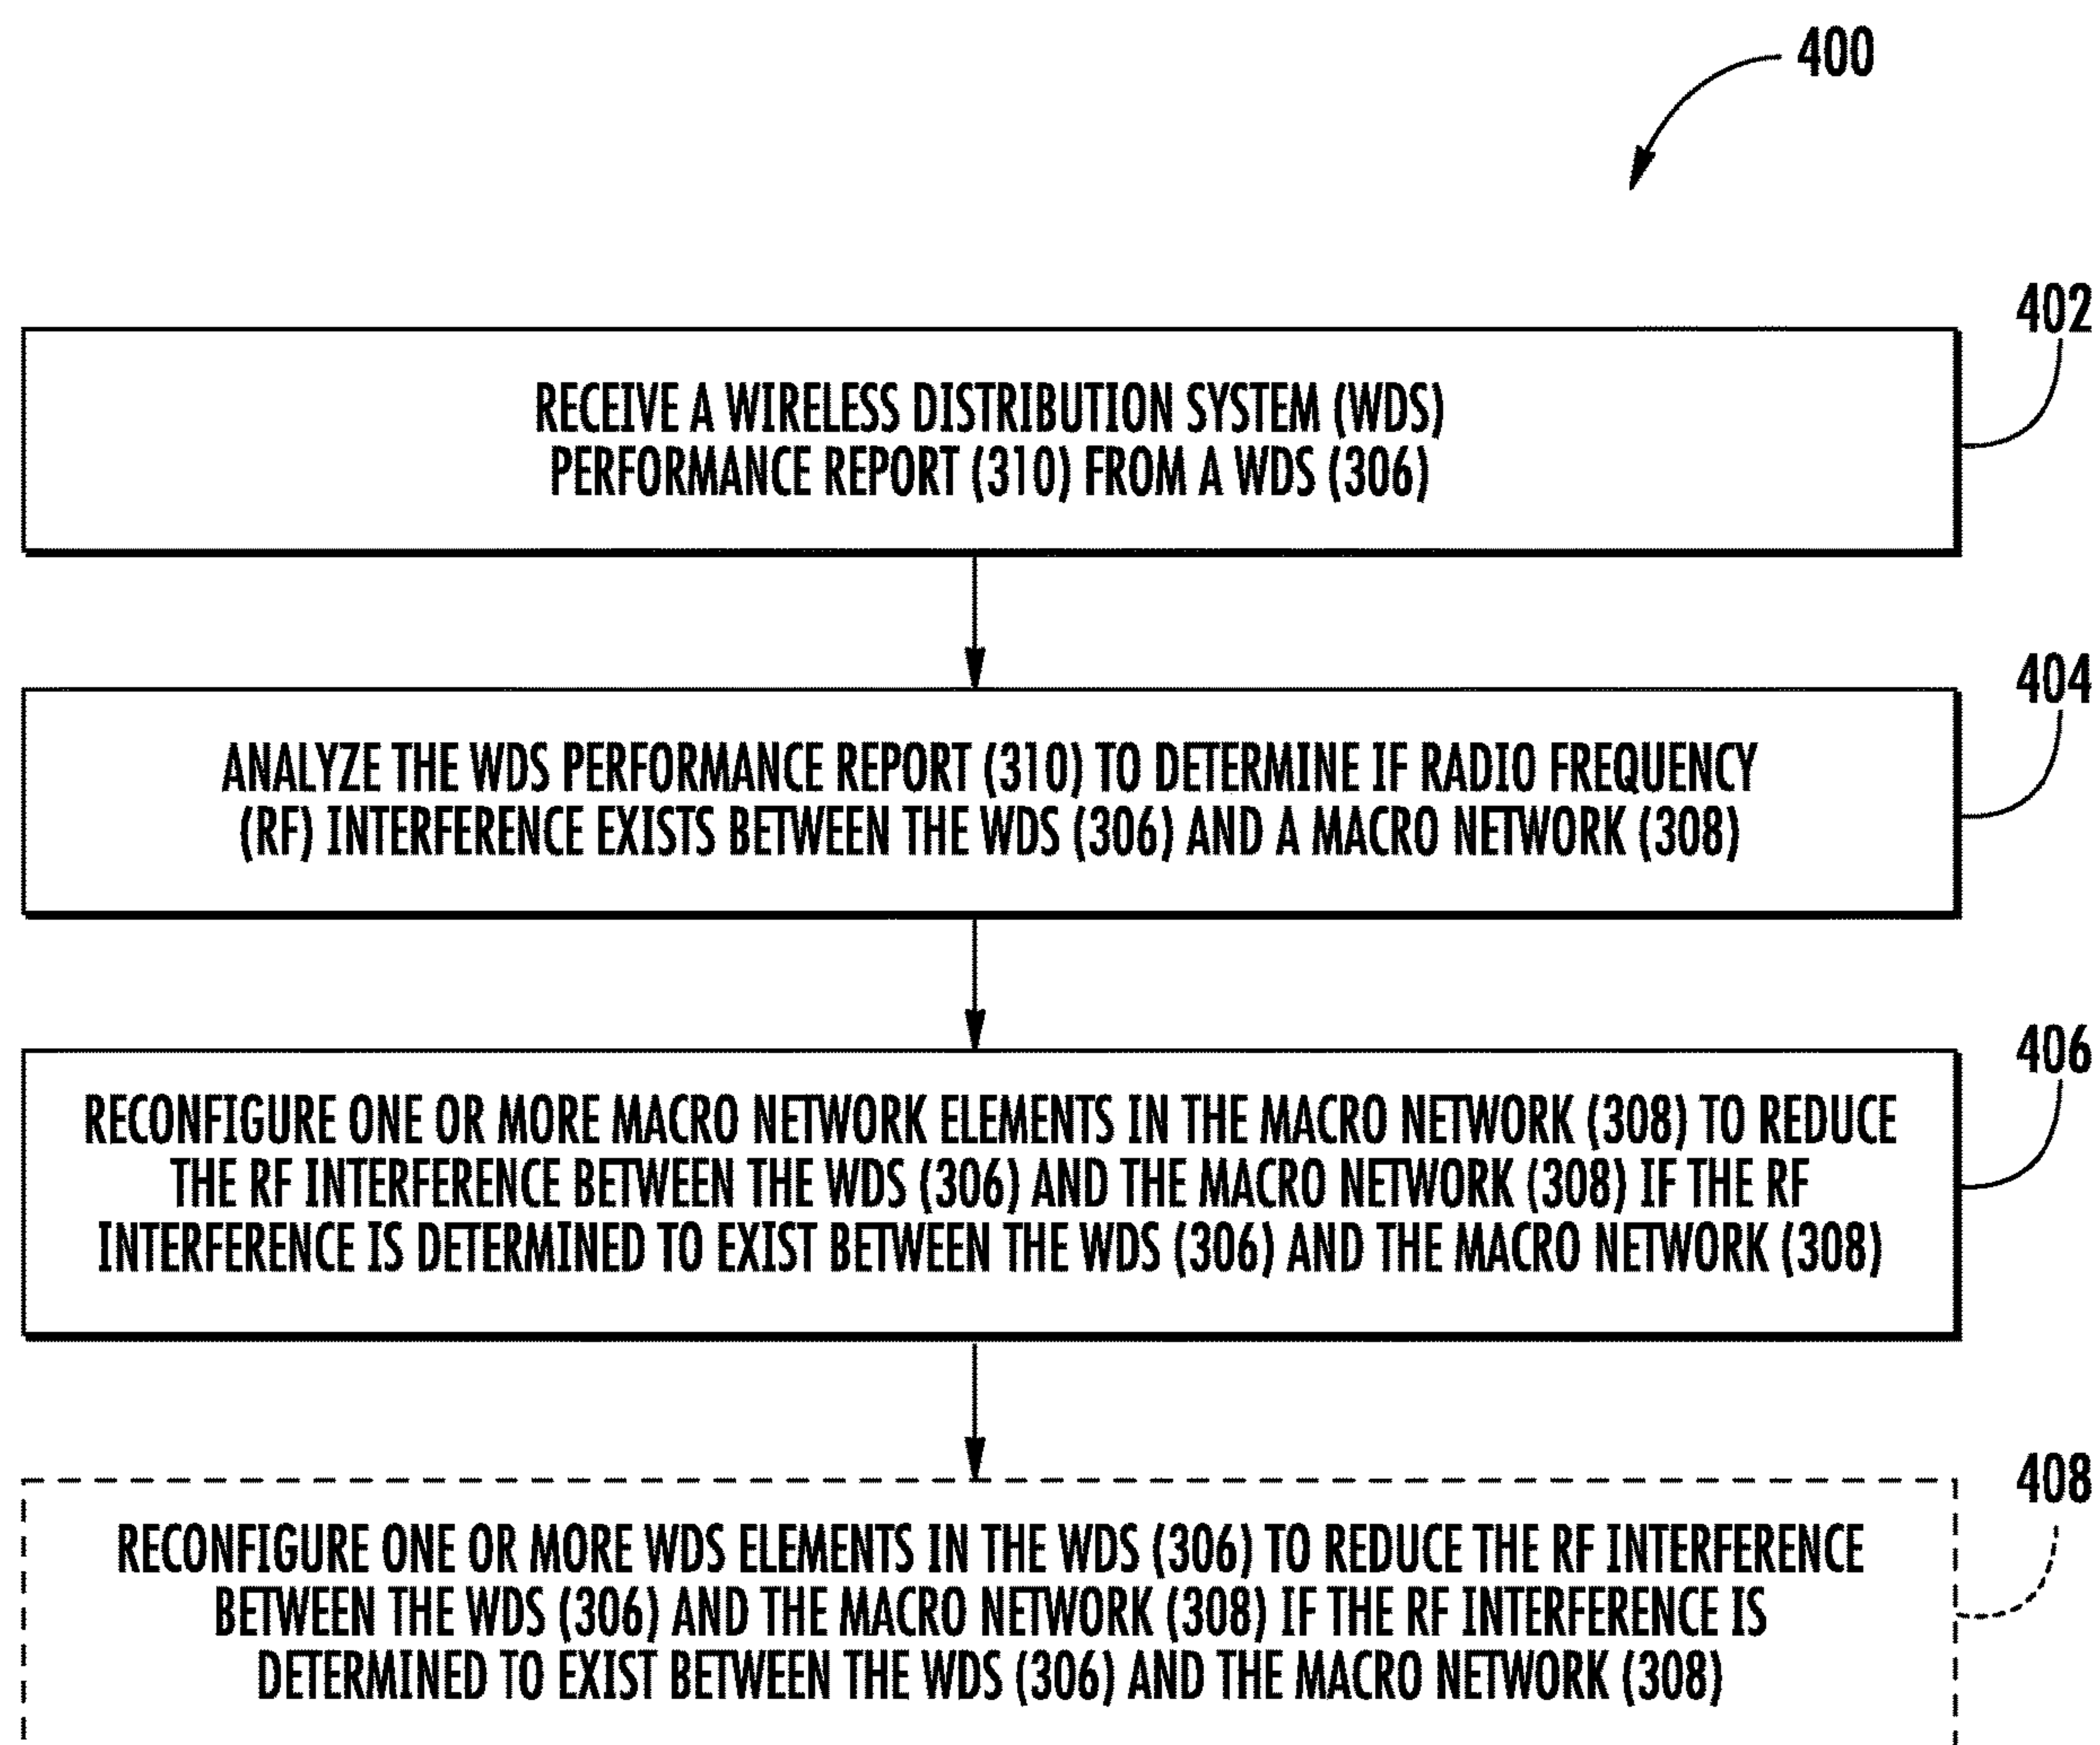 400
402
RECEIVE A WIRELESS DISTRIBUTION SYSTEM (WDS)
PERFORMANCE REPORT (310) FROM A WDS (306)
404
ANALYZE THE WDS PERFORMANCE REPORT (310) TO DETERMINE IF RADIO FREQUENCY
(RF) INTERFERENCE EXISTS BETWEEN THE WDS (306) AND A MACRO NETWORK (308)
406
RECONFIGURE ONE OR MORE MACRO NETWORK ELEMENTS IN THE MACRO NETWORK (308) TO REDUCE
THE RF INTERFERENCE BETWEEN THE WDS (306) AND THE MACRO NETWORK (308) IF THE RF
INTERFERENCE IS DETERMINED TO EXIST BETWEEN THE WDS (306) AND THE MACRO NETWORK (308)
408
RECONFIGURE ONE OR MORE WDS ELEMENTS IN THE WDS (306) TO REDUCE THE RF INTERFERENCE
BETWEEN THE WDS (306) AND THE MACRO NETWORK (308) IF THE RF INTERFERENCE IS
DETERMINED TO EXIST BETWEEN THE WDS (306) AND THE MACRO NETWORK (308)